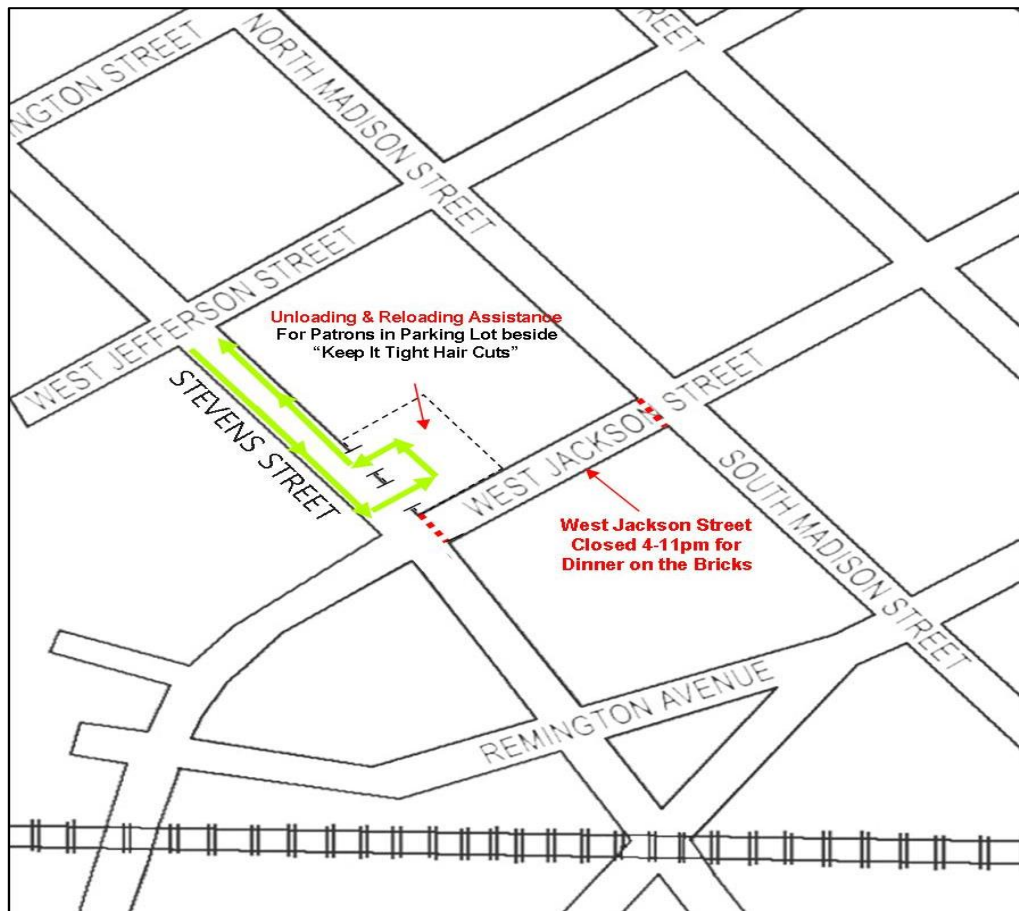 NGTON STREET
NORTH MADISON STREET
STREET
WEST JEFFERSON STREET
Unloading & Reloading Assistance
For Patrons in Parking Lot beside
“Keep It Tight Hair Cuts”
STEVENS STREET
WEST JACKSON STREET
SOUTH MADISON STREET
West Jackson Street
Closed 4-11pm for
Dinner on the Bricks
REMINGTON AVENUE